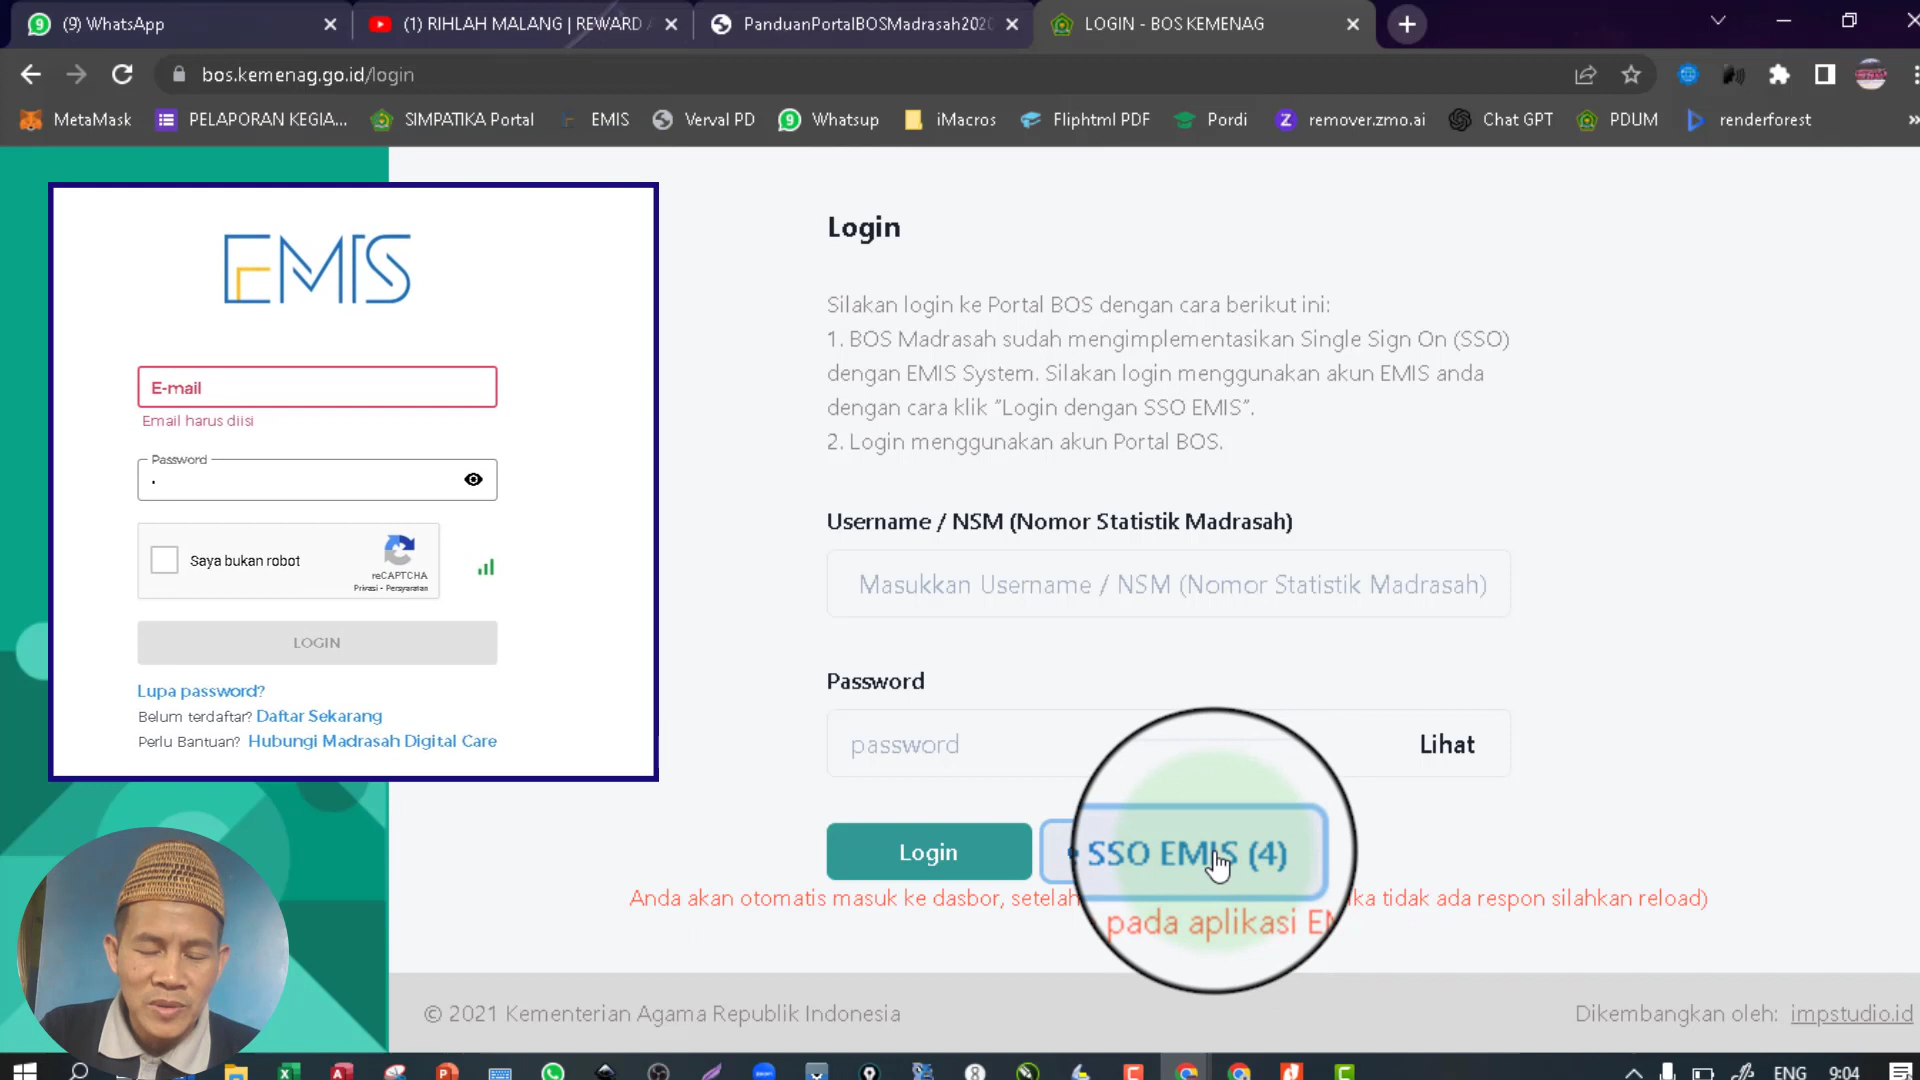 (9) WhatsApp
(1) RIHLAH MALANG | REWARD
PanduanPortalBOSMadrasah2020
LOGIN - BOS KEMENAG
bos.kemenag.go.id/login
MetaMask
PELAPORAN KEGIA...
SIMPATIKA Portal
EMIS
Verval PD
Whatsup
iMacros
Fliphtml PDF
Pordi
remover.zmo.ai
Chat GPT
PDUM
renderforest
EMIS
E-mail
Email harus diisi
Password
Saya bukan robot
reCAPTCHA
Privasi - Persyaratan
LOGIN
Lupa password?
Belum terdaftar? Daftar Sekarang
Perlu Bantuan? Hubungi Madrasah Digital Care
Login
Silakan login ke Portal BOS dengan cara berikut ini:
1. BOS Madrasah sudah mengimplementasikan Single Sign On (SSO)
dengan EMIS System. Silakan login menggunakan akun EMIS anda
dengan cara klik "Login dengan SSO EMIS".
2. Login menggunakan akun Portal BOS.
Username / NSM (Nomor Statistik Madrasah)
Masukkan Username / NSM (Nomor Statistik Madrasah)
Password
password
Lihat
Login
SSO EMIS (4)
Anda akan otomatis masuk ke dasbor, setelah
pada aplikasi
tidak ada respon silahkan reload)
© 2021 Kementerian Agama Republik Indonesia
Dikembangkan oleh: impstudio.id
ENG
9:04